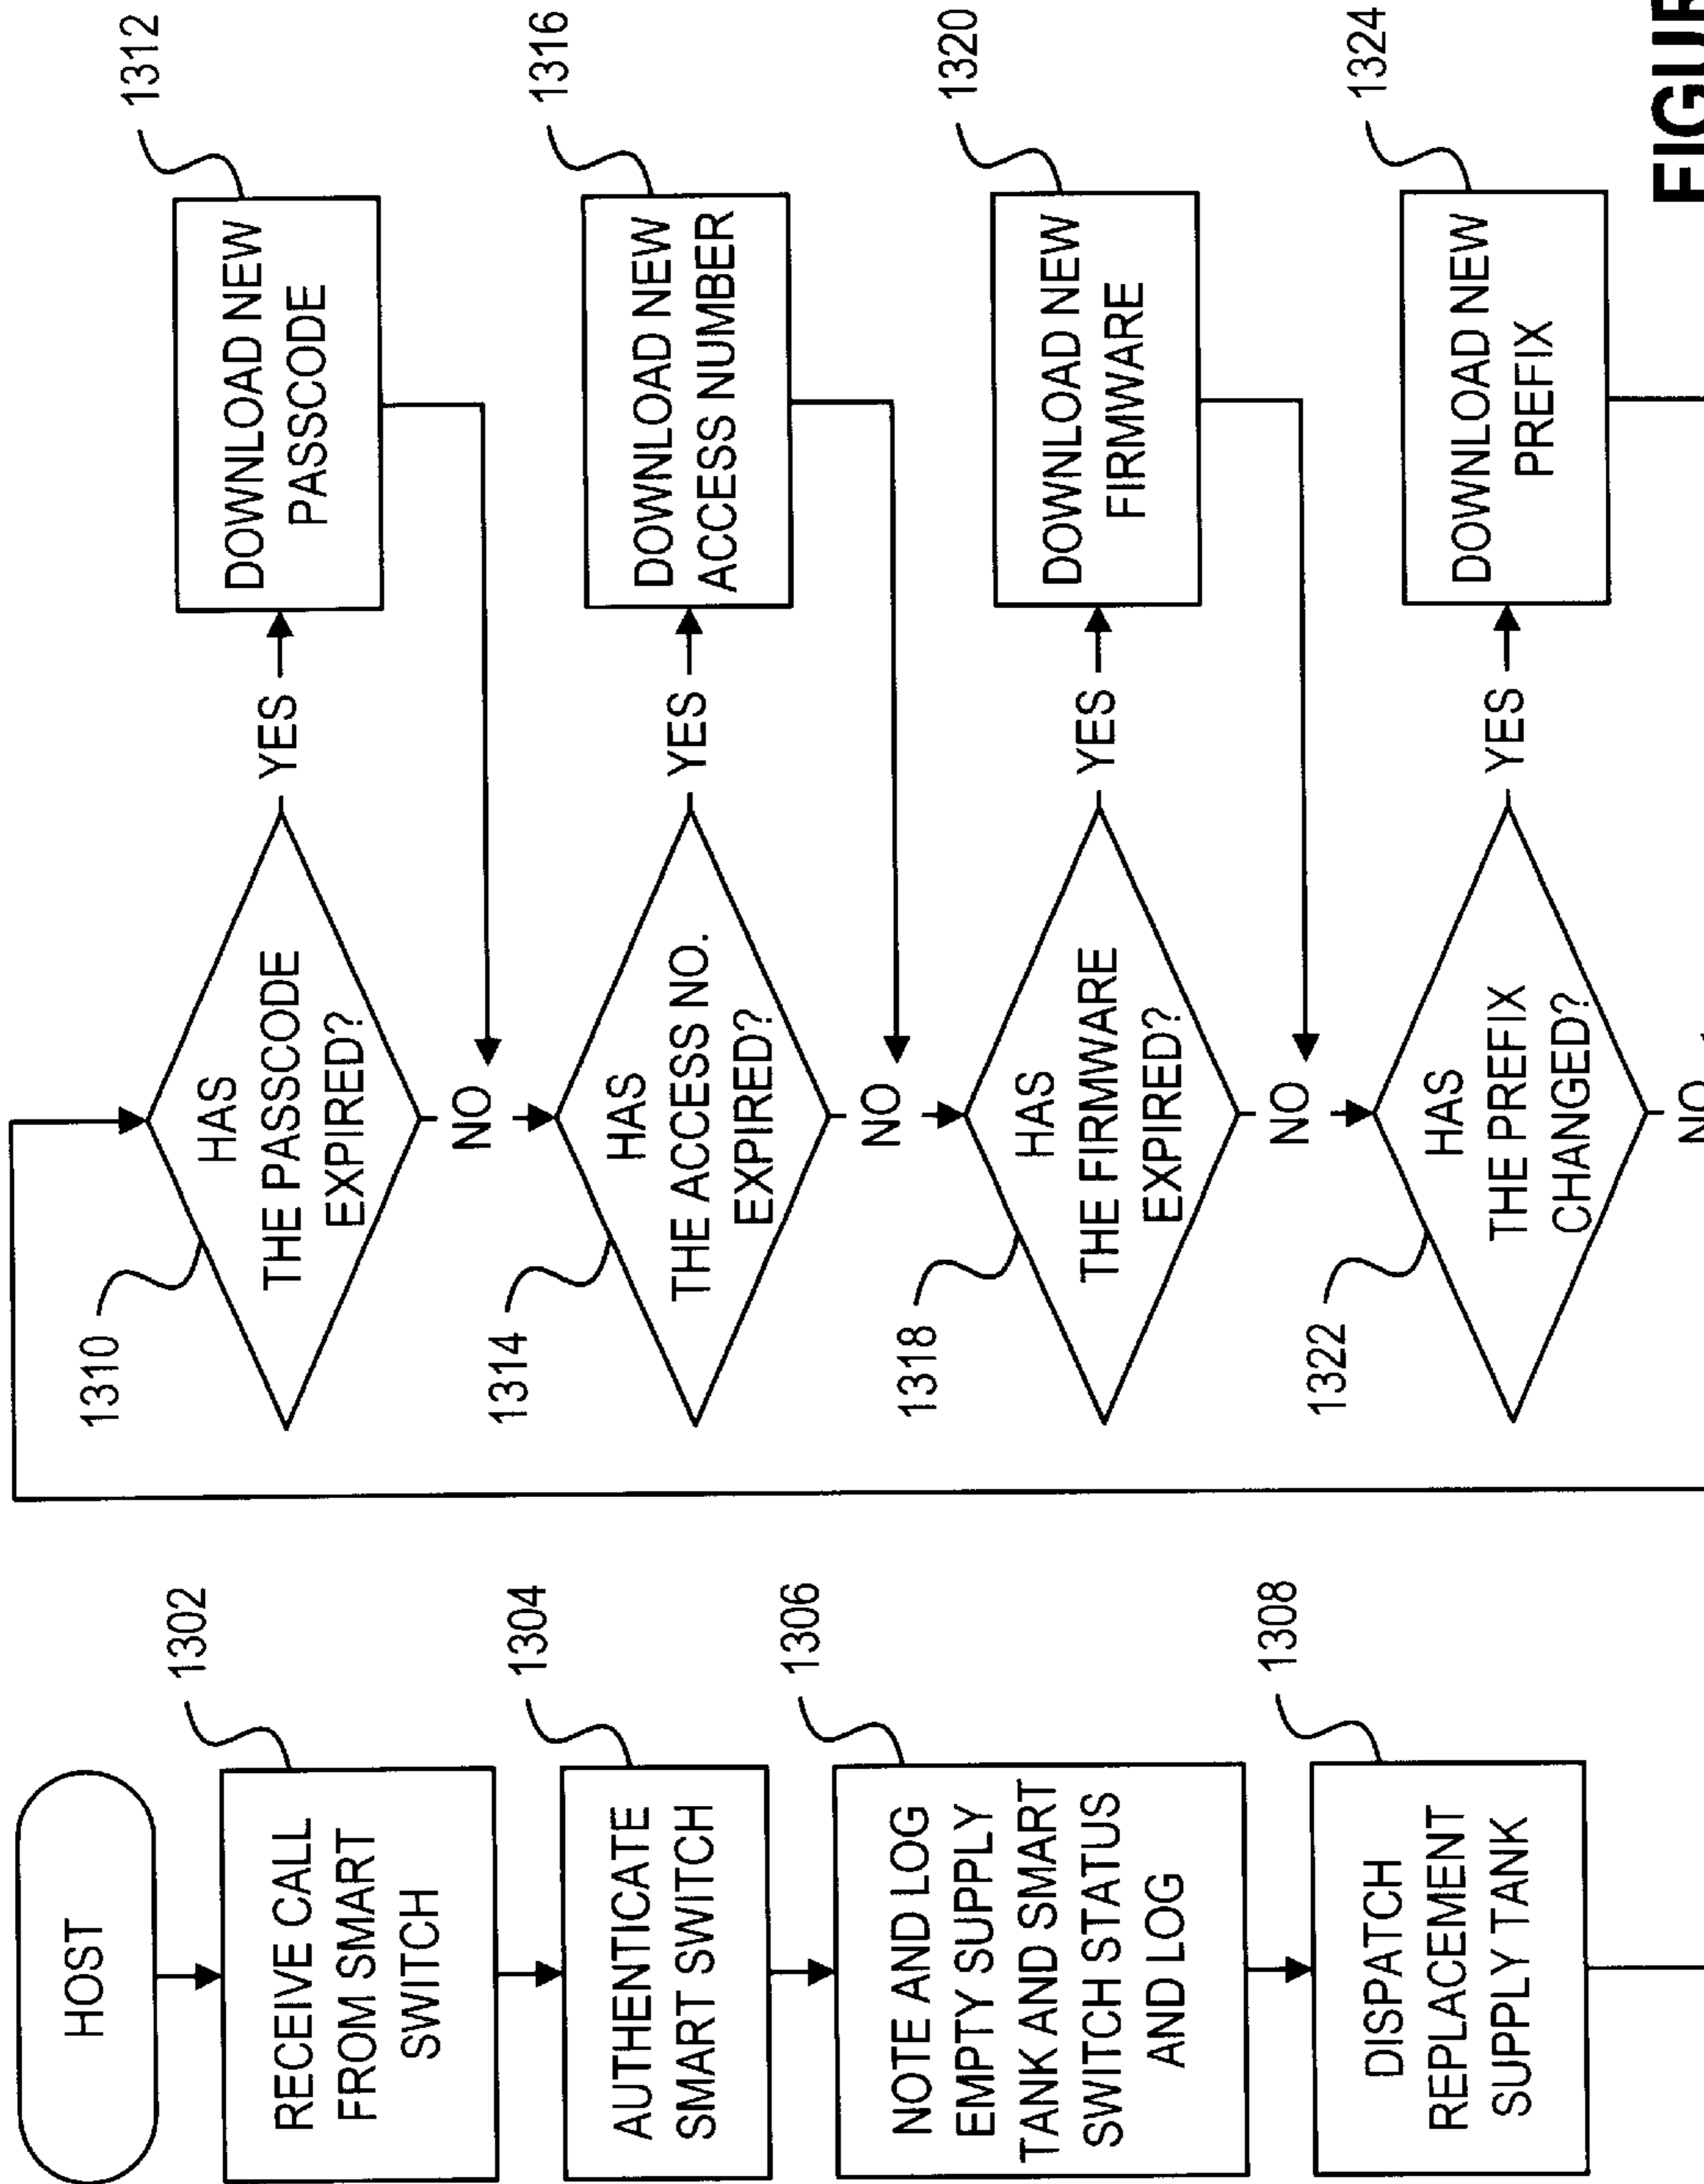 HOST
1302
RECEIVE CALL
FROM SMART
SWITCH
1304
AUTHENTICATE
SMART SWITCH
1306
NOTE AND LOG
EMPTY SUPPLY
TANK AND SMART
SWITCH STATUS
AND LOG
1308
DISPATCH
REPLACEMENT
SUPPLY TANK
1310
HAS
THE PASSCODE
EXPIRED?
YES
1312
DOWNLOAD NEW
PASSCODE
NO
1314
HAS
THE ACCESS NO.
EXPIRED?
YES
1316
DOWNLOAD NEW
ACCESS NUMBER
NO
1318
HAS
THE FIRMWARE
EXPIRED?
YES
1320
DOWNLOAD NEW
FIRMWARE
NO
1322
HAS
THE PREFIX
CHANGED?
YES
1324
DOWNLOAD NEW
PREFIX
NO